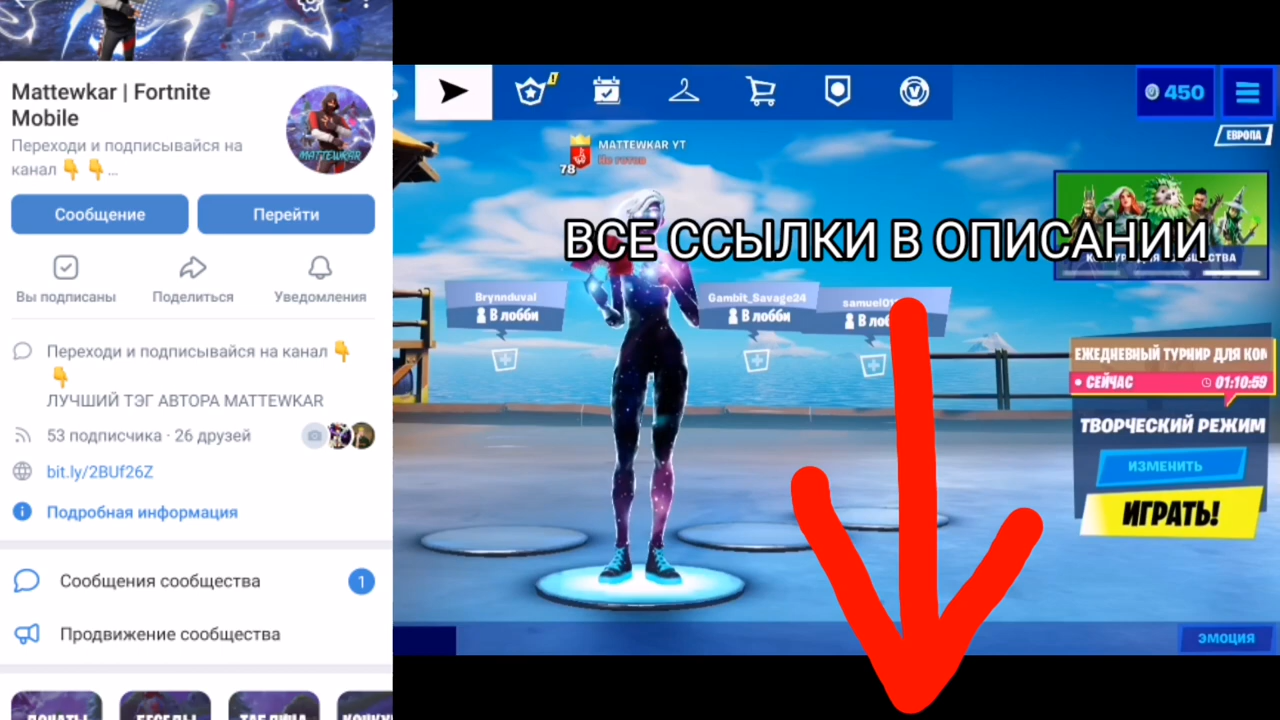 Mattewkar | Fortnite
Mobile
Переходи и подписывайся на
канал 👇 👇...
MATTEWKAR
Сообщение
Перейти
Вы подписаны
Поделиться
Уведомления
Переходи и подписывайся на канал 👇
👇
ЛУЧШИЙ ТЭГ АВТОРА MATTEWKAR
53 подписчика · 26 друзей
bit.ly/2BUf26Z
Подробная информация
Сообщения сообщества
1
Продвижение сообщества
450
ЕВРОПА
MATTEWKAR YT
Не готов
78
ВСЕ ССЫЛКИ В ОПИСАНИИ
Brynnduval
В лобби
Gambit_Savage24
В лобби
ЕЖЕДНЕВНЫЙ ТУРНИР ДЛЯ
СЕЙЧАС
01:10:59
ТВОРЧЕСКИЙ РЕЖИМ
ИЗМЕНИТЬ
ИГРАТЬ!
ЭМОЦИЯ